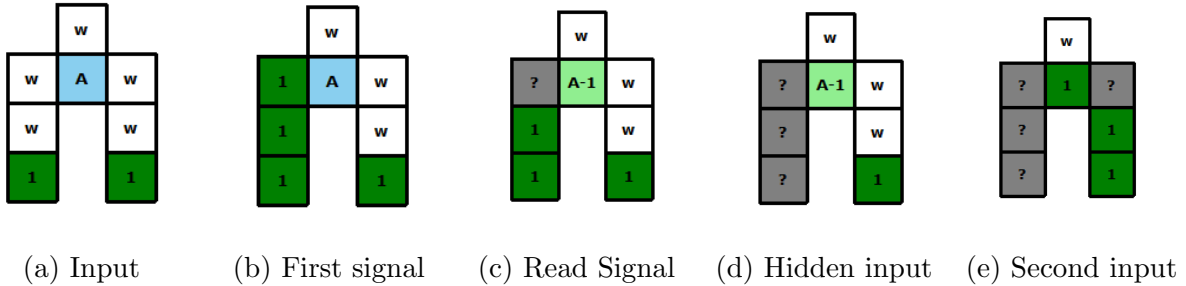 w
w A w
w w
1 1
(a) Input
w
1 A w
1 w
1 1
(b) First signal
w
? A-1 w
1 w
1 1
(c) Read Signal
w
? A-1 w
? w
? 1
(d) Hidden input
w
? 1 ?
? 1
? 1
(e) Second input